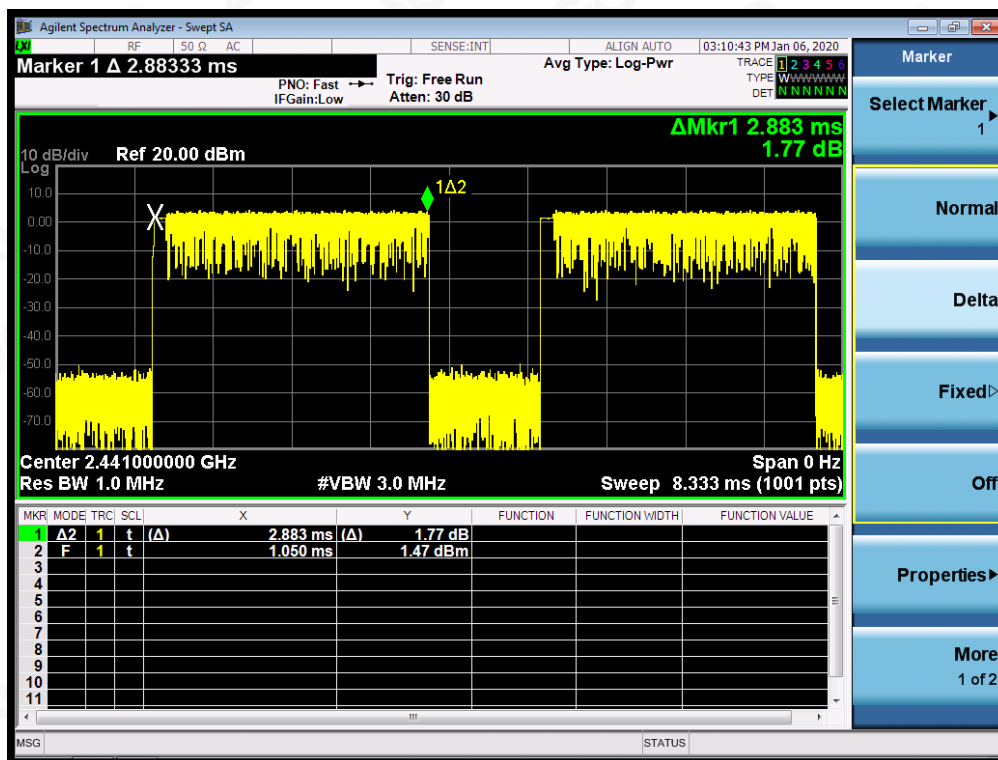 Agilent Spectrum Analyzer - Swept SA
LXI RF 50 Ω AC SENSE:INT ALIGN AUTO 03:10:43 PM Jan 06, 2020
Marker 1 Δ 2.88333 ms
PNO: Fast
IFGain:Low
Trig: Free Run
Atten: 30 dB
Avg Type: Log-Pwr
TRACE 1 2 3 4 5 6
TYPE WWWWWWW
DET N N N N N N
ΔMkr1 2.883 ms
1.77 dB
10 dB/div Ref 20.00 dBm
Log
10.0
0.00
-10.0
-20.0
-30.0
-40.0
-50.0
-60.0
-70.0
X
1Δ2
Center 2.441000000 GHz Span 0 Hz
Res BW 1.0 MHz #VBW 3.0 MHz Sweep 8.333 ms (1001 pts)
MKR MODE TRC SCL X Y FUNCTION FUNCTION WIDTH FUNCTION VALUE
1 Δ2 1 t (Δ) 2.883 ms (Δ) 1.77 dB
2 F 1 t 1.050 ms 1.47 dBm
3
4
5
6
7
8
9
10
11
MSG STATUS
Marker
Select Marker
1
Normal
Delta
Fixed
Off
Properties
More
1 of 2